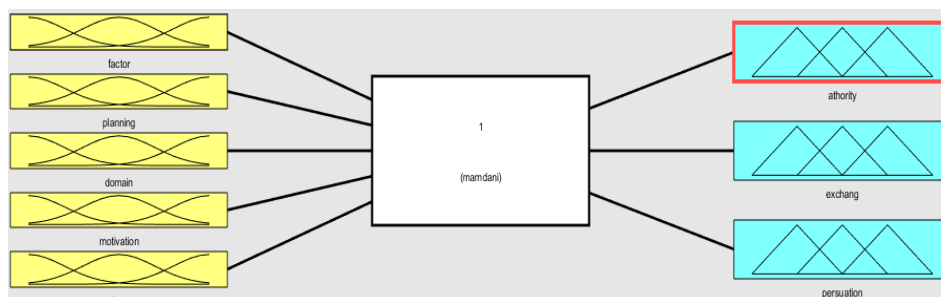 factor
planning
domain
motivation
1
(mamdani)
athority
exchang
persuation